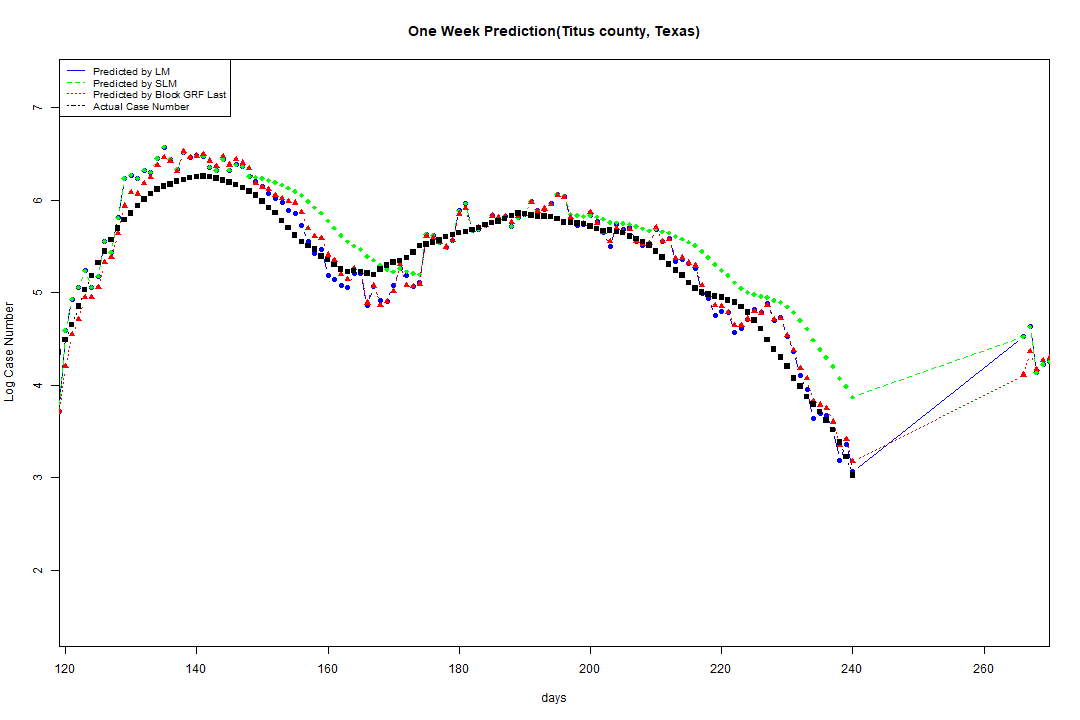 One Week Prediction(Titus county, Texas)
Predicted by LM
Predicted by SLM
Predicted by Block GRF Last
Actual Case Number
7
6
5
4
3
2
Log Case Number
120 140 160 180 200 220 240 260
days